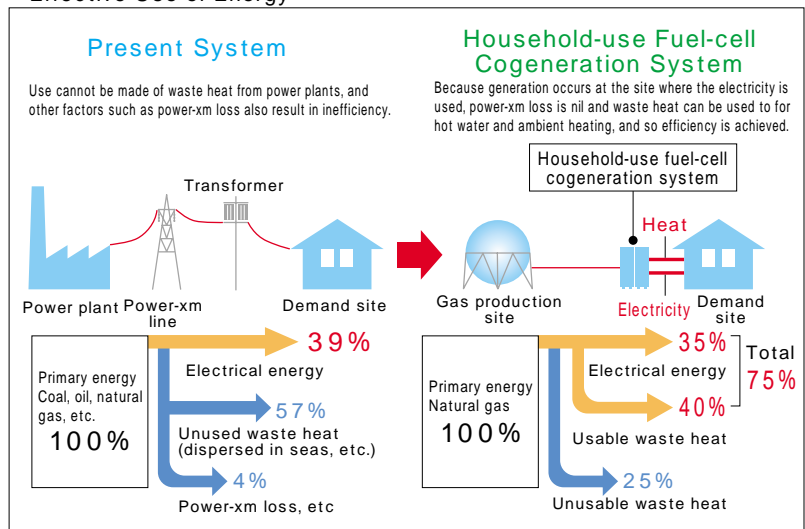 Effective Use of Energy
Present System
Use cannot be made of waste heat from power plants, and
other factors such as power-xm loss also result in inefficiency.
Transformer
Power plant
Power-xm
line
Demand site
Primary energy
Coal, oil, natural
gas, etc.
100%
39%
Electrical energy
57%
Unused waste heat
(dispersed in seas, etc.)
4%
Power-xm loss, etc
Household-use Fuel-cell
Cogeneration System
Because generation occurs at the site where the electricity is
used, power-xm loss is nil and waste heat can be used to for
hot water and ambient heating, and so efficiency is achieved.
Household-use fuel-cell
cogeneration system
Heat
Gas production
site
Electricity
Demand
site
Primary energy
Natural gas
100%
35%
Electrical energy
40%
Usable waste heat
Total
75%
25%
Unusable waste heat